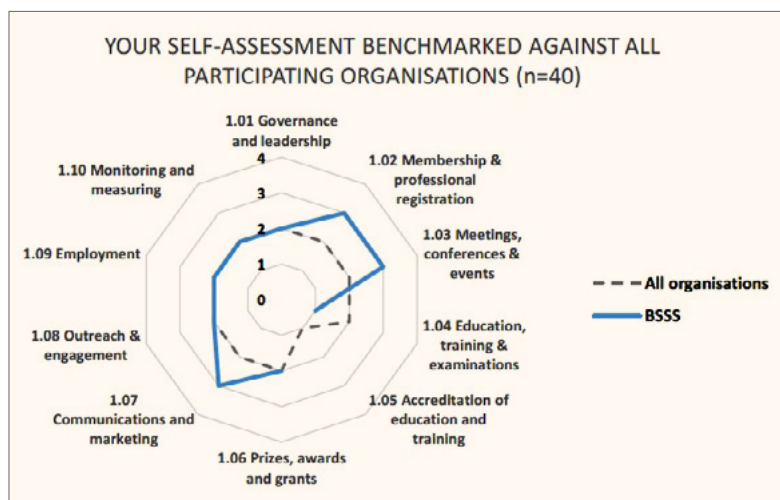 YOUR SELF-ASSESSMENT BENCHMARKED AGAINST ALL
PARTICIPATING ORGANISATIONS (n=40)
1.01 Governance
and leadership
1.02 Membership &
professional
registration
1.03 Meetings,
conferences &
events
1.04 Education,
training &
examinations
1.05 Accreditation of
education and
training
1.06 Prizes, awards
and grants
1.07
Communications and
marketing
1.08 Outreach &
engagement
1.09 Employment
1.10 Monitoring and
measuring
4
3
2
1
0
All organisations
BSSS